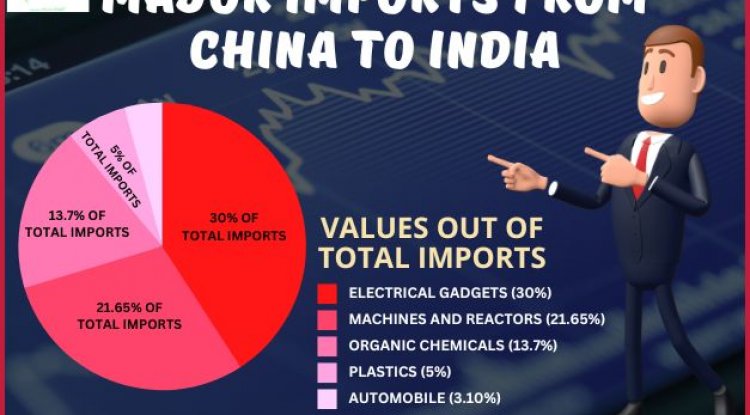 MAJOR IMPORTS FROM
CHINA TO INDIA
5% OF
TOTAL IMPORTS
13.7% OF
TOTAL IMPORTS
30% OF
TOTAL IMPORTS
21.65% OF
TOTAL IMPORTS
VALUES OUT OF
TOTAL IMPORTS
ELECTRICAL GADGETS (30%)
MACHINES AND REACTORS (21.65%)
ORGANIC CHEMICALS (13.7%)
PLASTICS (5%)
AUTOMOBILE (3.10%)